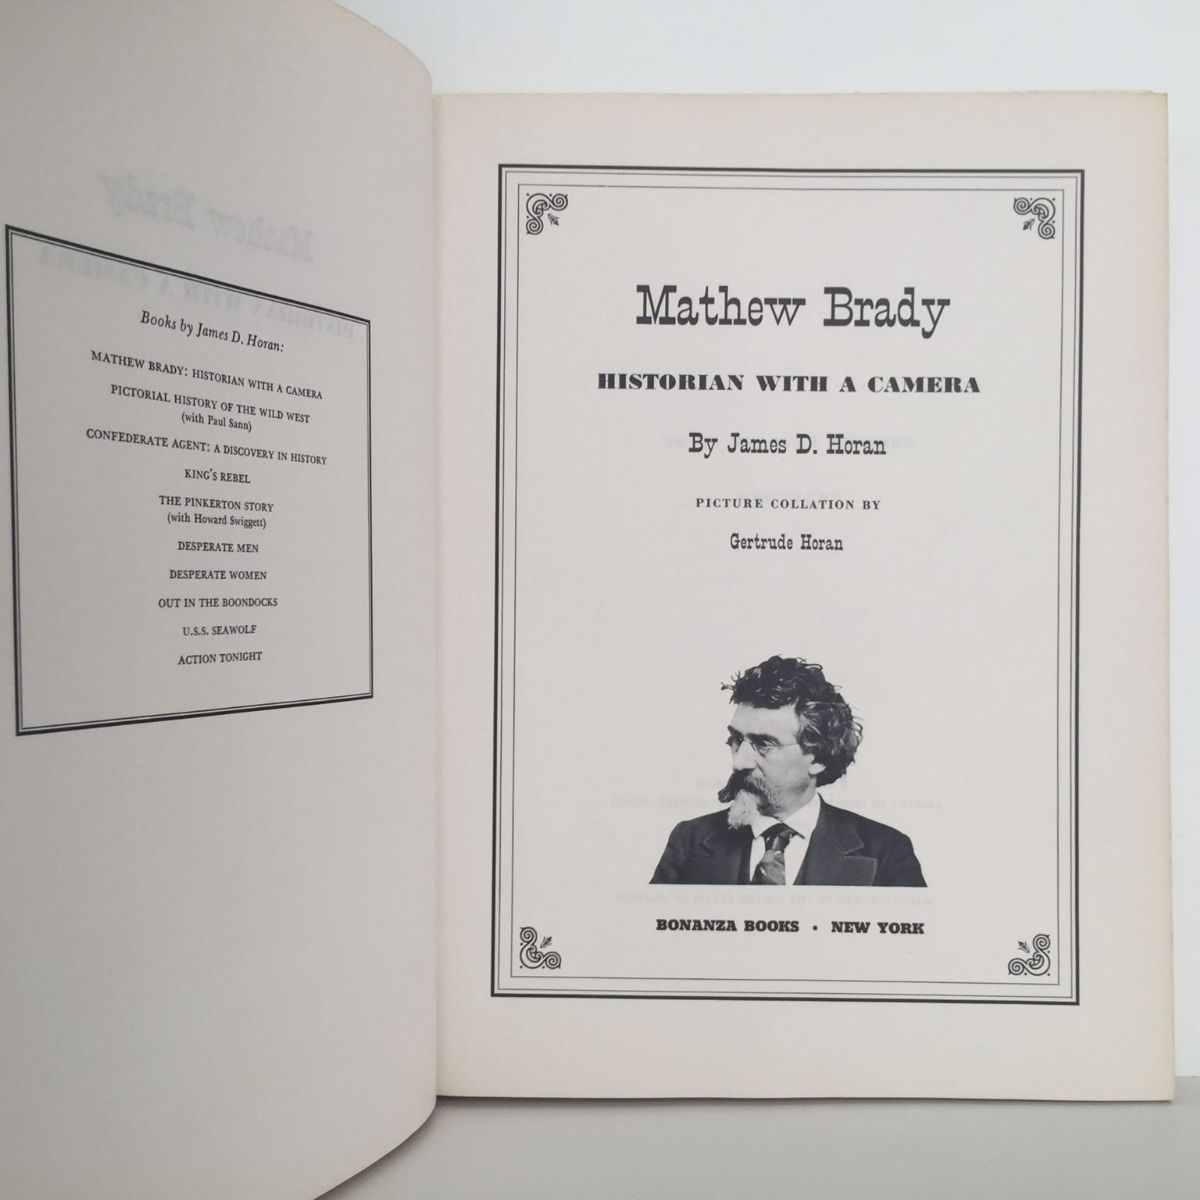 Books by James D. Horan:
MATHEW BRADY: HISTORIAN WITH A CAMERA
PICTORIAL HISTORY OF THE WILD WEST
(with Paul Sann)
CONFEDERATE AGENT: A DISCOVERY IN HISTORY
KING'S REBEL
THE PINKERTON STORY
(with Howard Swiggett)
DESPERATE MEN
DESPERATE WOMEN
OUT IN THE BOONDOCKS
U.S.S. SEAWOLF
ACTION TONIGHT
Mathew Brady
HISTORIAN WITH A CAMERA
By James D. Horan
PICTURE COLLATION BY
Gertrude Horan
BONANZA BOOKS • NEW YORK